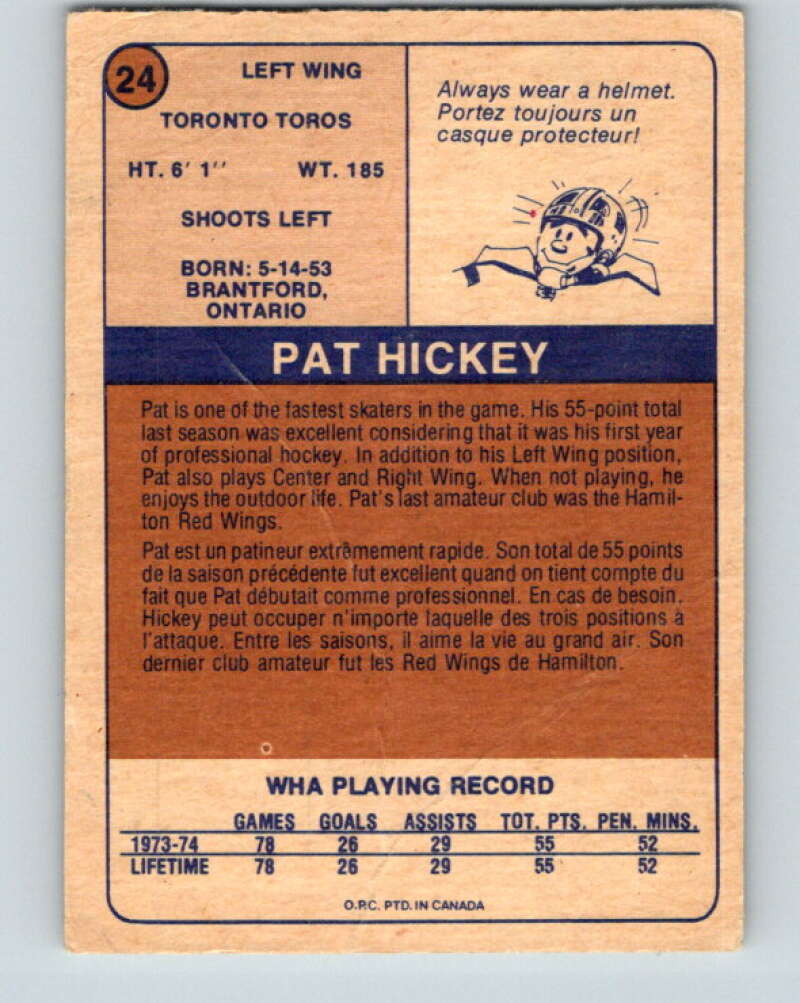 24
LEFT WING
TORONTO TOROS
HT. 6' 1'' WT. 185
SHOOTS LEFT
BORN: 5-14-53
BRANTFORD,
ONTARIO
Always wear a helmet.
Portez toujours un
casque protecteur!
PAT HICKEY
Pat is one of the fastest skaters in the game. His 55-point total
last season was excellent considering that it was his first year
of professional hockey. In addition to his Left Wing position,
Pat also plays Center and Right Wing. When not playing, he
enjoys the outdoor life. Pat's last amateur club was the Hamil-
ton Red Wings.
Pat est un patineur extrêmement rapide. Son total de 55 points
de la saison précédente fut excellent quand on tient compte du
fait que Pat débutait comme professionnel. En cas de besoin,
Hickey peut occuper n'importe laquelle des trois positions à
l'attaque. Entre les saisons, il aime la vie au grand air. Son
dernier club amateur fut les Red Wings de Hamilton.
WHA PLAYING RECORD
GAMES GOALS ASSISTS TOT. PTS. PEN. MINS.
1973-74 78 26 29 55 52
LIFETIME 78 26 29 55 52
O.P.C. PTD. IN CANADA